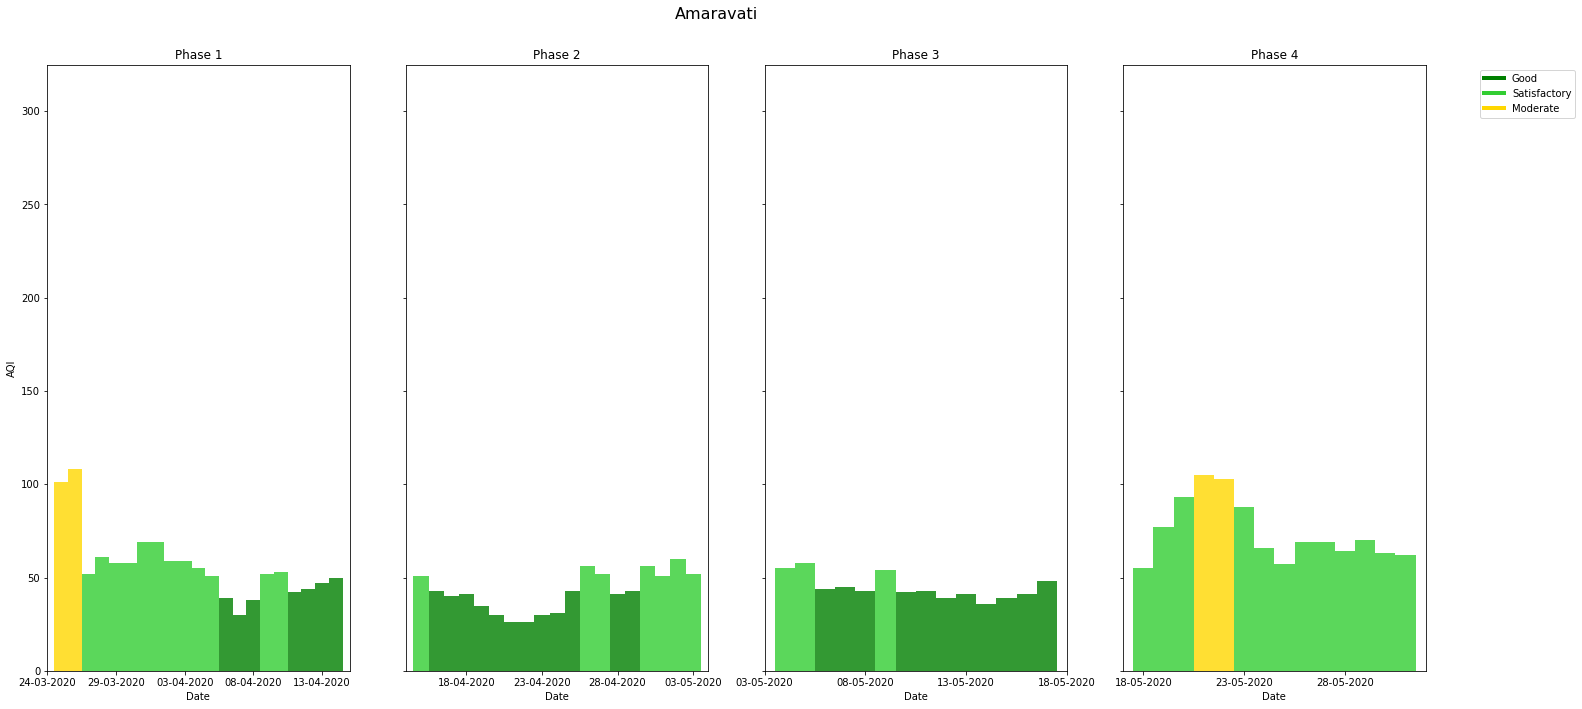 Amaravati
Phase 1
Phase 2
Phase 3
Phase 4
Good
Satisfactory
Moderate
300
250
200
150
100
50
0
AQI
24-03-2020 29-03-2020 03-04-2020 08-04-2020 13-04-2020
Date
18-04-2020 23-04-2020 28-04-2020 03-05-2020
Date
03-05-2020 08-05-2020 13-05-2020 18-05-2020
Date
18-05-2020 23-05-2020 28-05-2020
Date